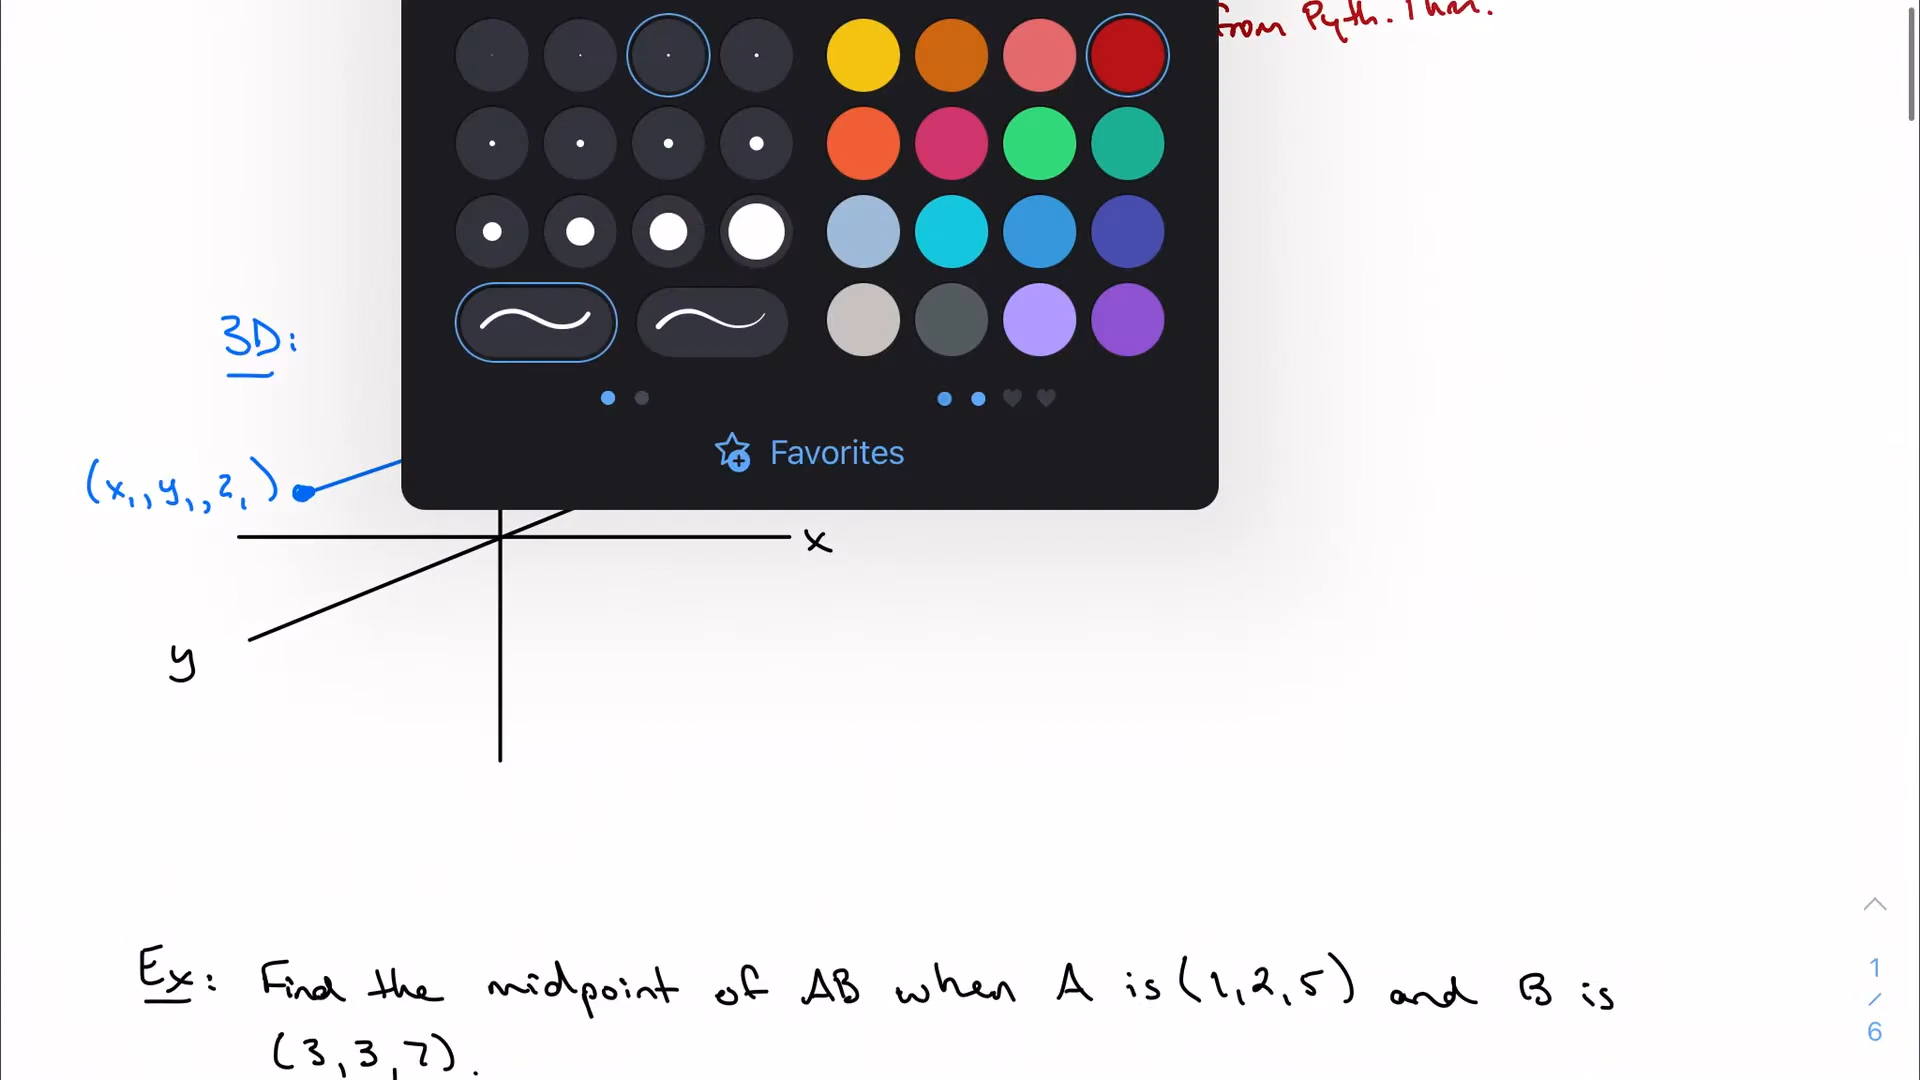 from Pyth. Thm.
3D:
Favorites
(x₁, y₁, z₁)
x
y
1
/
6
Ex: Find the midpoint of AB when A is (1,2,5) and B is
(3,3,7).